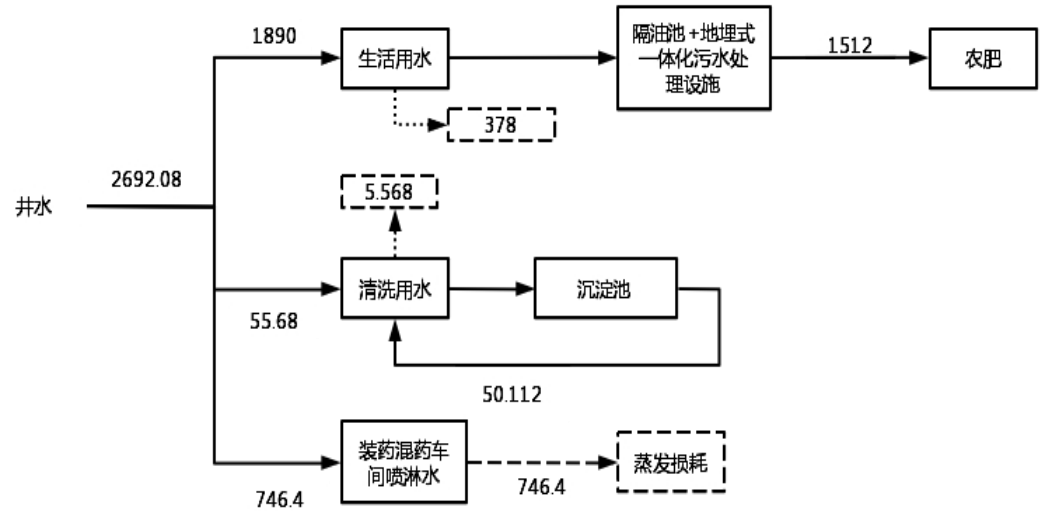 1890
生活用水
隔油池+地埋式
一体化污水处
理设施
1512
农肥
378
2692.08
井水
5.568
清洗用水
沉淀池
55.68
50.112
装药混药车
间喷淋水
蒸发损耗
746.4
746.4